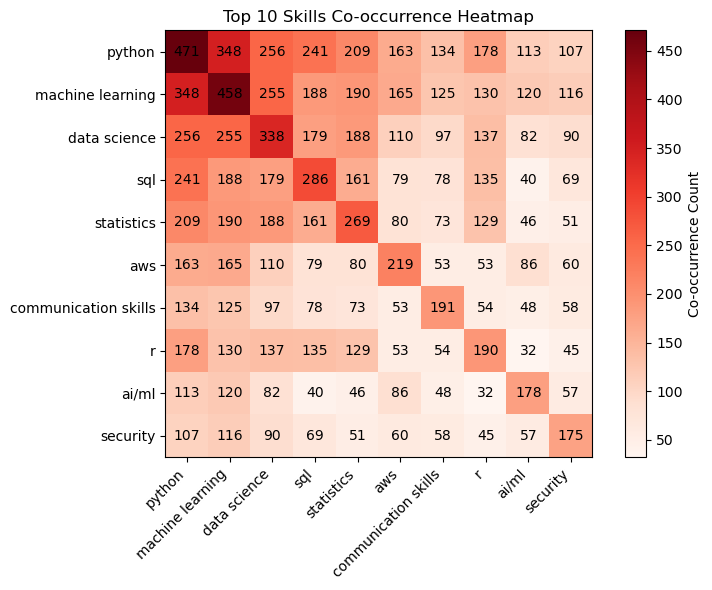 Top 10 Skills Co-occurrence Heatmap
python 471 348 256 241 209 163 134 178 113 107
machine learning 348 458 255 188 190 165 125 130 120 116
data science 256 255 338 179 188 110 97 137 82 90
sql 241 188 179 286 161 79 78 135 40 69
statistics 209 190 188 161 269 80 73 129 46 51
aws 163 165 110 79 80 219 53 53 86 60
communication skills 134 125 97 78 73 53 191 54 48 58
r 178 130 137 135 129 53 54 190 32 45
ai/ml 113 120 82 40 46 86 48 32 178 57
security 107 116 90 69 51 60 58 45 57 175
python
machine learning
data science
sql
statistics
aws
communication skills
r
ai/ml
security
450
400
350
300
250
200
150
100
50
Co-occurrence Count